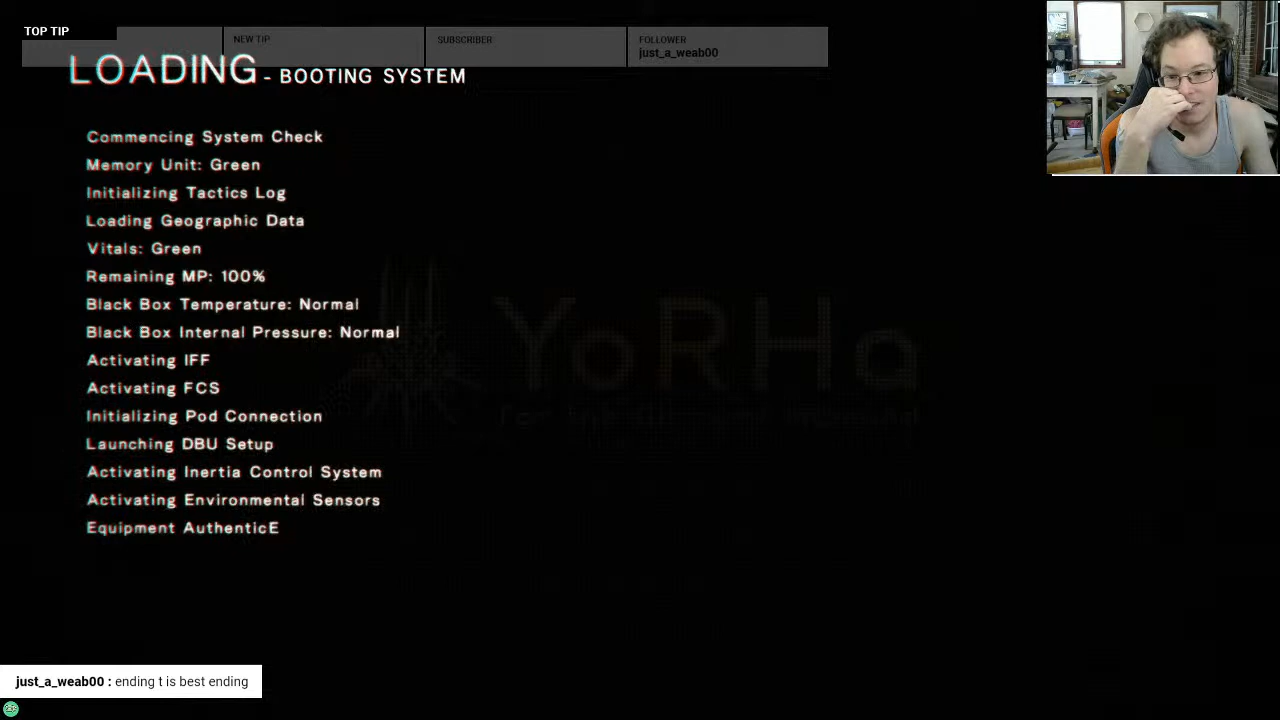 TOP TIP
NEW TIP
SUBSCRIBER
FOLLOWER
just_a_weab00
LOADING - BOOTING SYSTEM
Commencing System Check
Memory Unit: Green
Initializing Tactics Log
Loading Geographic Data
Vitals: Green
Remaining MP: 100%
Black Box Temperature: Normal
Black Box Internal Pressure: Normal
Activating IFF
Activating FCS
Initializing Pod Connection
Launching DBU Setup
Activating Inertia Control System
Activating Environmental Sensors
Equipment AuthenticE
YoRHa
just_a_weab00 : ending t is best ending